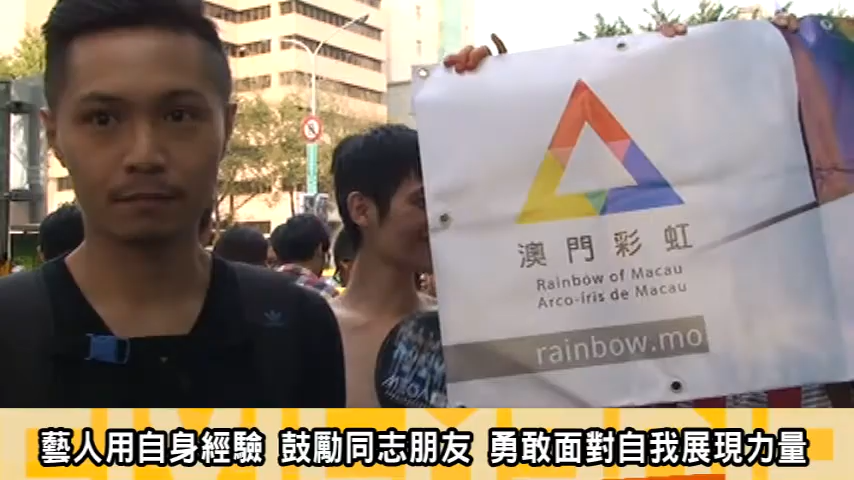 澳門彩虹
Rainbow of Macau
Arco-íris de Macau
rainbow.mo
藝人用自身經驗 鼓勵同志朋友 勇敢面對自我展現力量